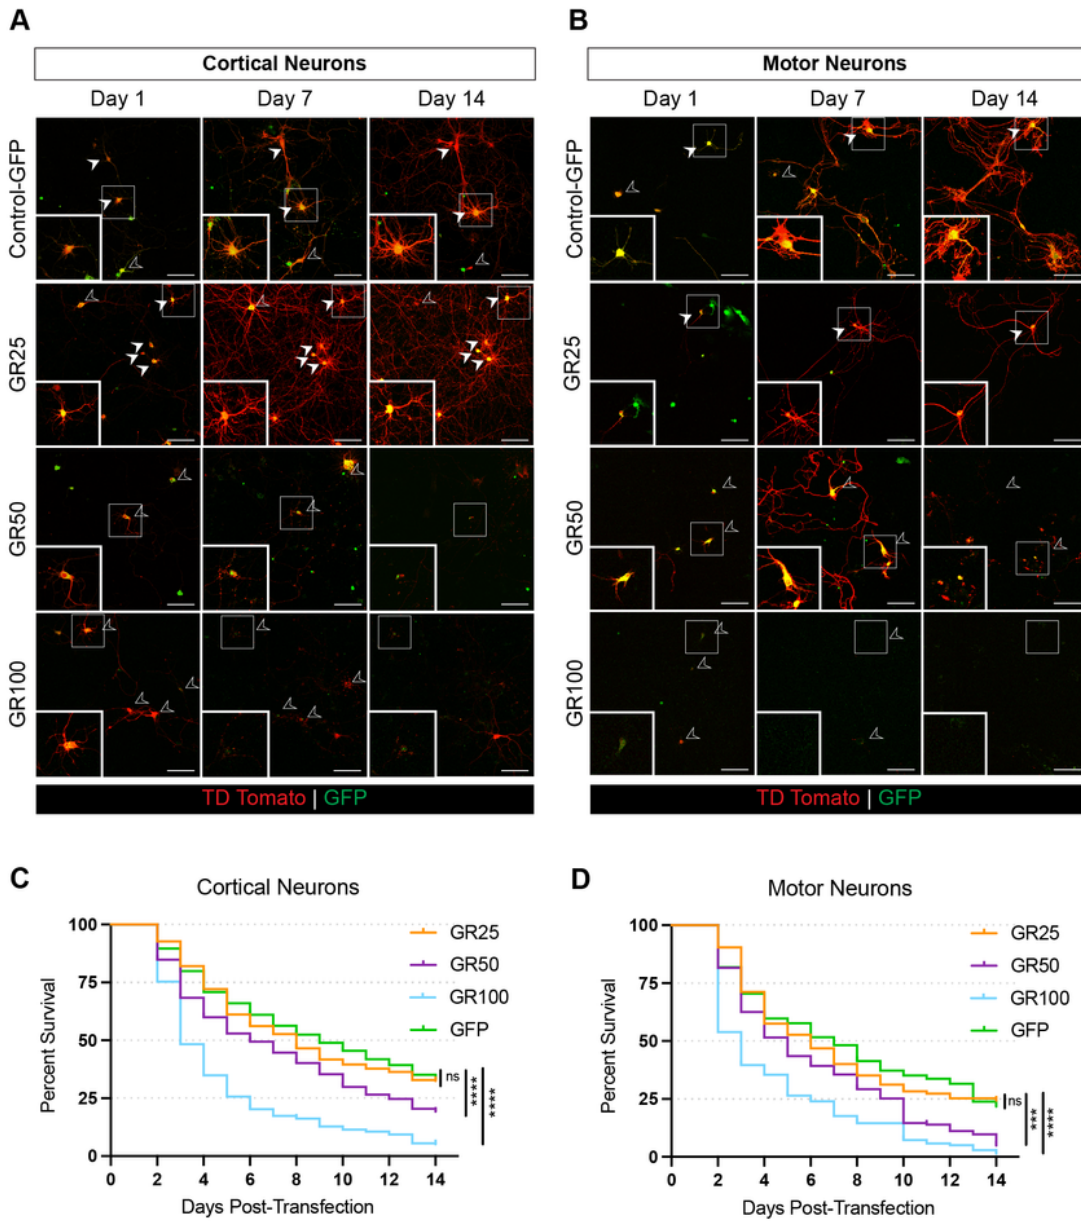 A
Cortical Neurons
Day 1 Day 7 Day 14
Control-GFP
GR25
GR50
GR100
TD Tomato | GFP
B
Motor Neurons
Day 1 Day 7 Day 14
Control-GFP
GR25
GR50
GR100
TD Tomato | GFP
C
Cortical Neurons
Percent Survival
100
75
50
25
0
0 2 4 6 8 10 12 14
Days Post-Transfection
GR25
GR50
GR100
GFP
ns
****
****
D
Motor Neurons
Percent Survival
100
75
50
25
0
0 2 4 6 8 10 12 14
Days Post-Transfection
GR25
GR50
GR100
GFP
ns
***
****